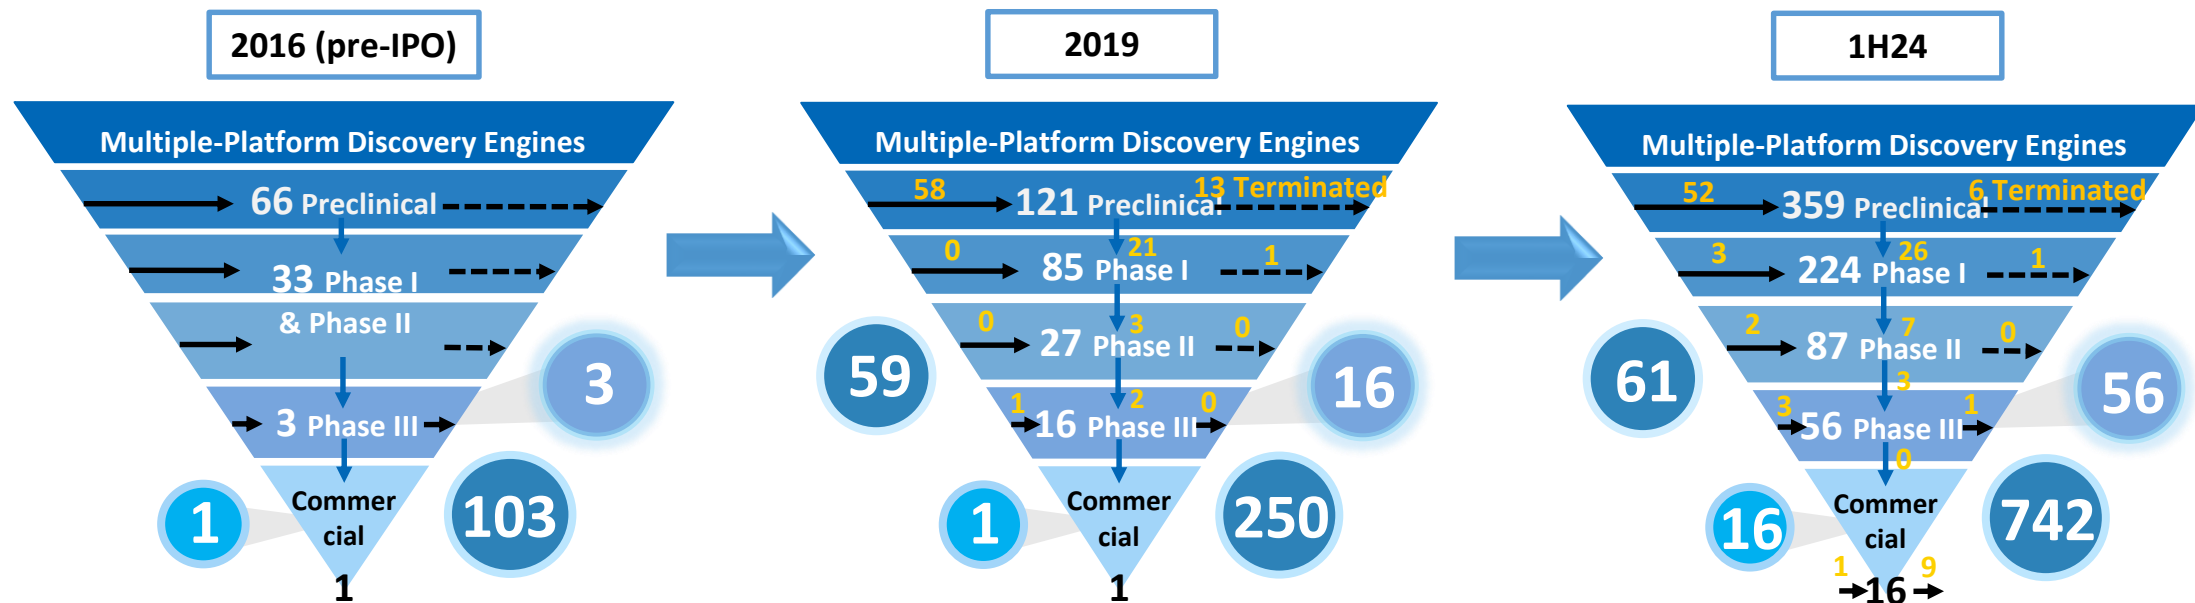 2016 (pre-IPO)
Multiple-Platform Discovery Engines
66 Preclinical
33 Phase I
& Phase II
3
3 Phase III
1
Commer
cial
103
1
2019
Multiple-Platform Discovery Engines
58
121 Preclinical
13 Terminated
0
21
85 Phase I
1
0
3
27 Phase II
0
59
16
1
2
16 Phase III
0
1
Commer
cial
250
1
1H24
Multiple-Platform Discovery Engines
52
359 Preclinical
6 Terminated
3
26
224 Phase I
1
2
7
87 Phase II
0
61
56
3
3
56 Phase III
1
0
16
Commer
cial
742
1
16
9